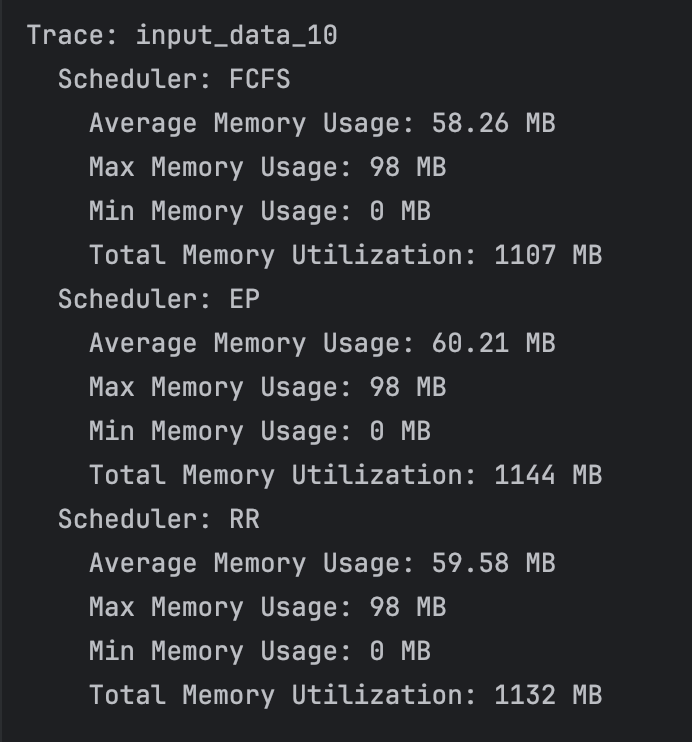 Trace: input_data_10
Scheduler: FCFS
Average Memory Usage: 58.26 MB
Max Memory Usage: 98 MB
Min Memory Usage: 0 MB
Total Memory Utilization: 1107 MB
Scheduler: EP
Average Memory Usage: 60.21 MB
Max Memory Usage: 98 MB
Min Memory Usage: 0 MB
Total Memory Utilization: 1144 MB
Scheduler: RR
Average Memory Usage: 59.58 MB
Max Memory Usage: 98 MB
Min Memory Usage: 0 MB
Total Memory Utilization: 1132 MB